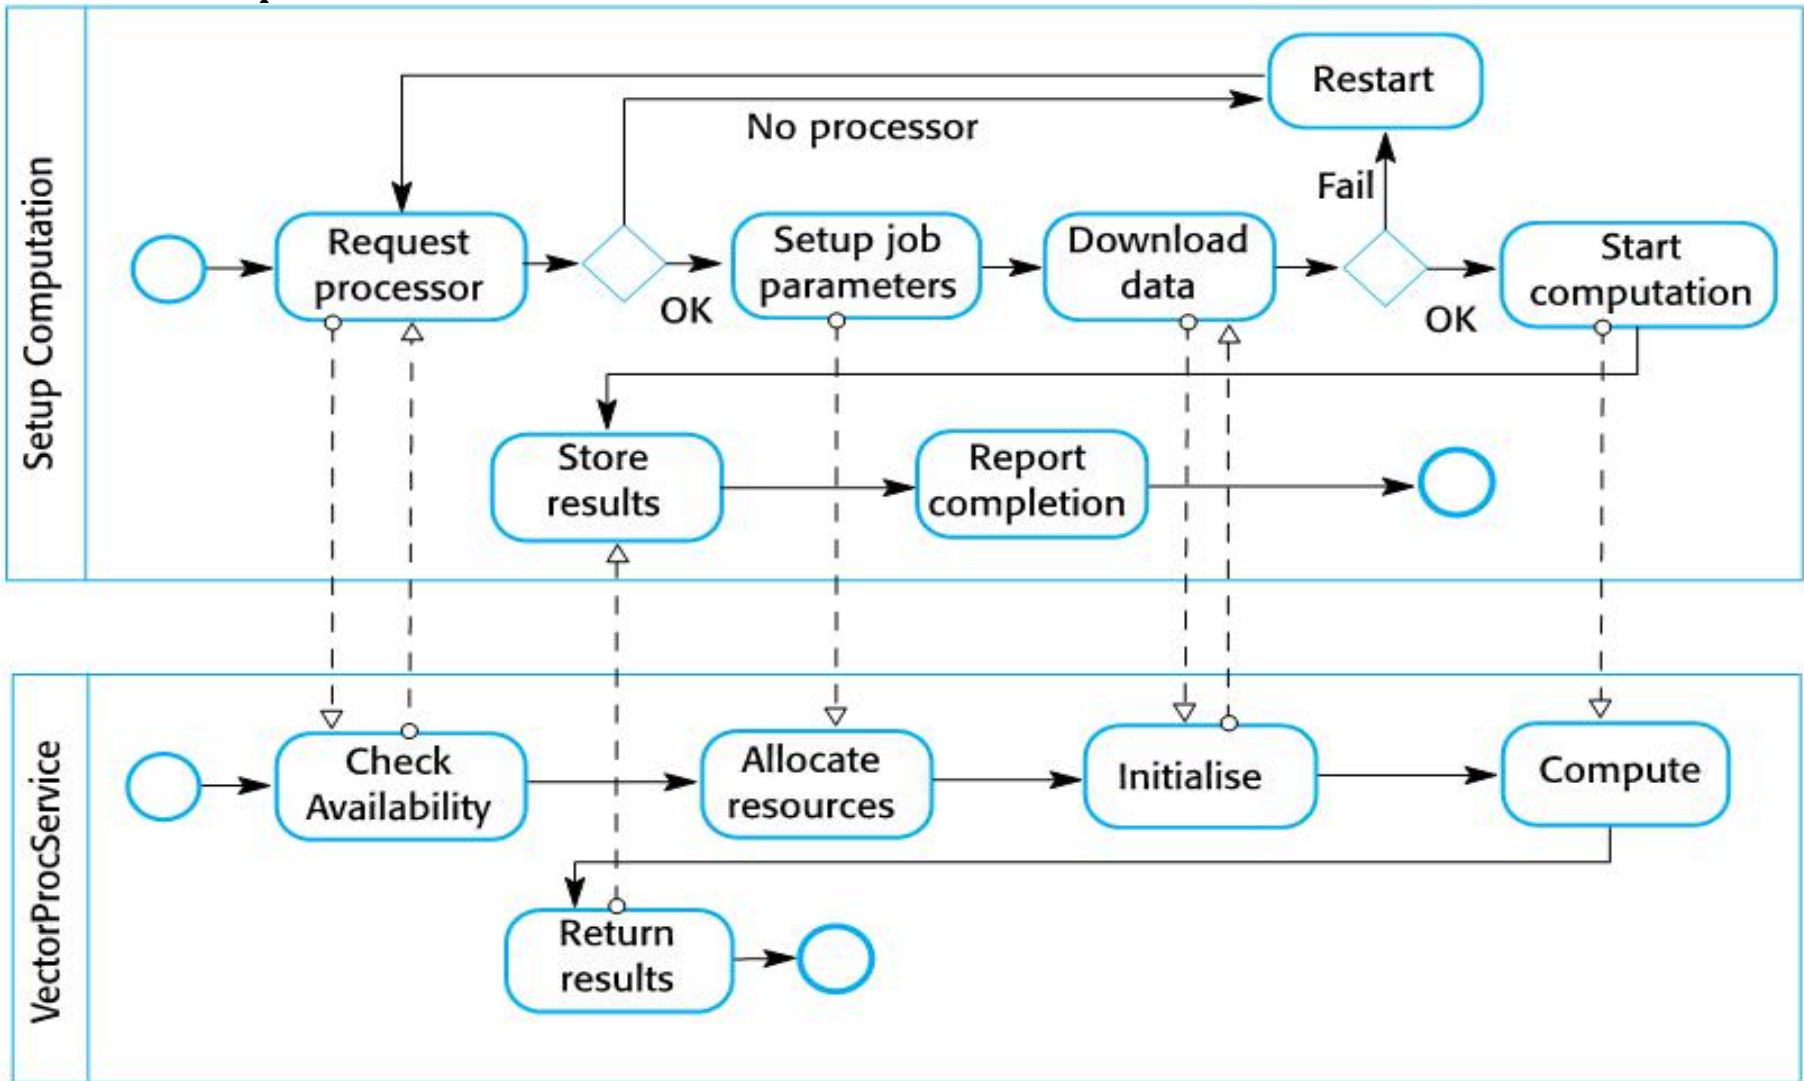 Setup Computation
Restart
No processor
Fail
Request
processor
OK
Setup job
parameters
Download
data
OK
Start
computation
Store
results
Report
completion
VectorProcService
Check
Availability
Allocate
resources
Initialise
Compute
Return
results